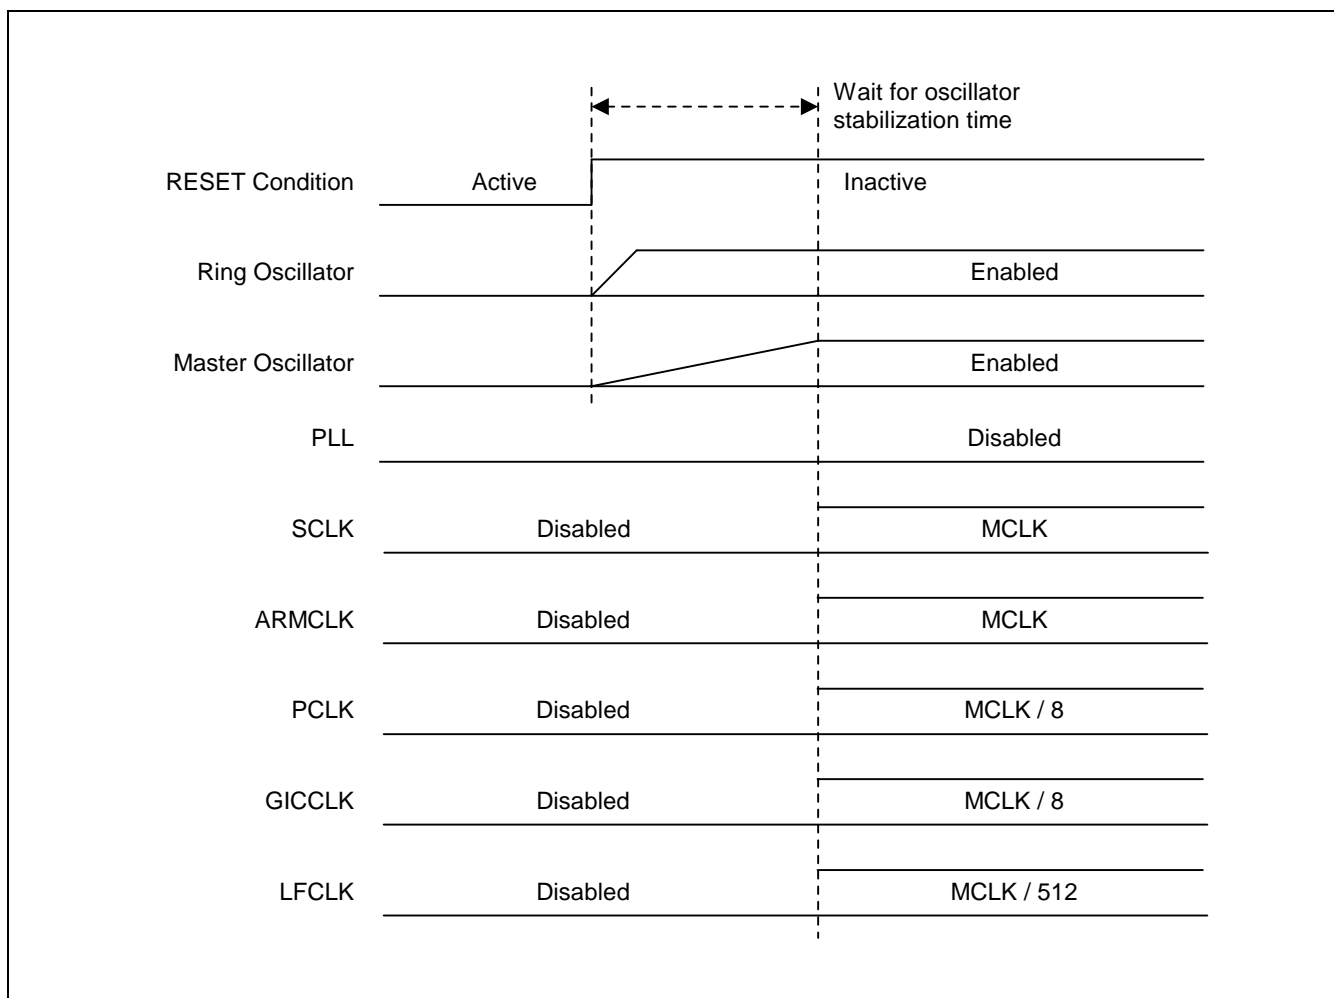 Wait for oscillator
stabilization time
RESET Condition Active Inactive
Ring Oscillator Enabled
Master Oscillator Enabled
PLL Disabled
SCLK Disabled MCLK
ARMCLK Disabled MCLK
PCLK Disabled MCLK / 8
GICCLK Disabled MCLK / 8
LFCLK Disabled MCLK / 512